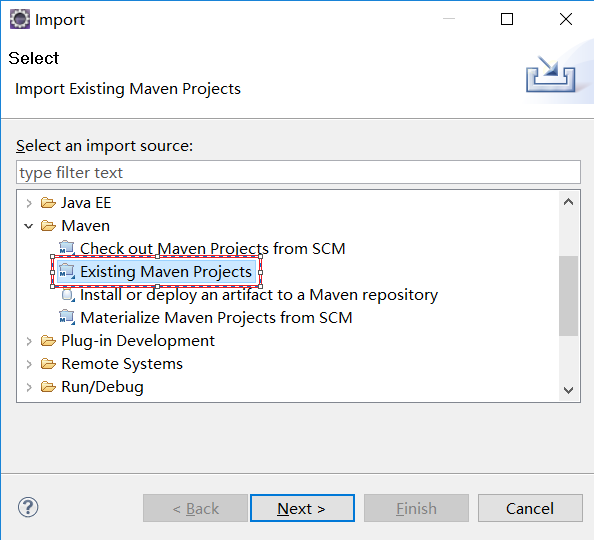 Import
Select
Import Existing Maven Projects
Select an import source:
type filter text
Java EE
Maven
Check out Maven Projects from SCM
Existing Maven Projects
Install or deploy an artifact to a Maven repository
Materialize Maven Projects from SCM
Plug-in Development
Remote Systems
Run/Debug
? < Back Next > Finish Cancel